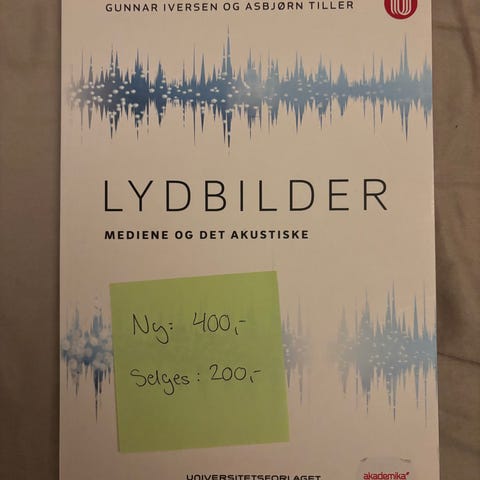 GUNNAR IVERSEN OG ASBJØRN TILLER
LYDBILDER
MEDIENE OG DET AKUSTISKE
Ny: 400,-
Selges: 200,-
UNIVERSITETSFORLAGET
akademika